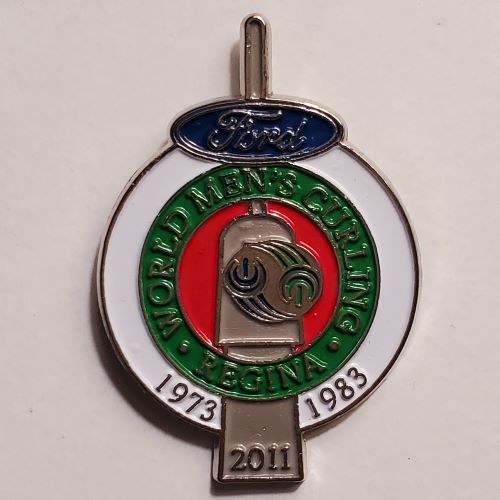 Ford
WORLD MEN'S CURLING
• REGINA •
1973 1983
2011